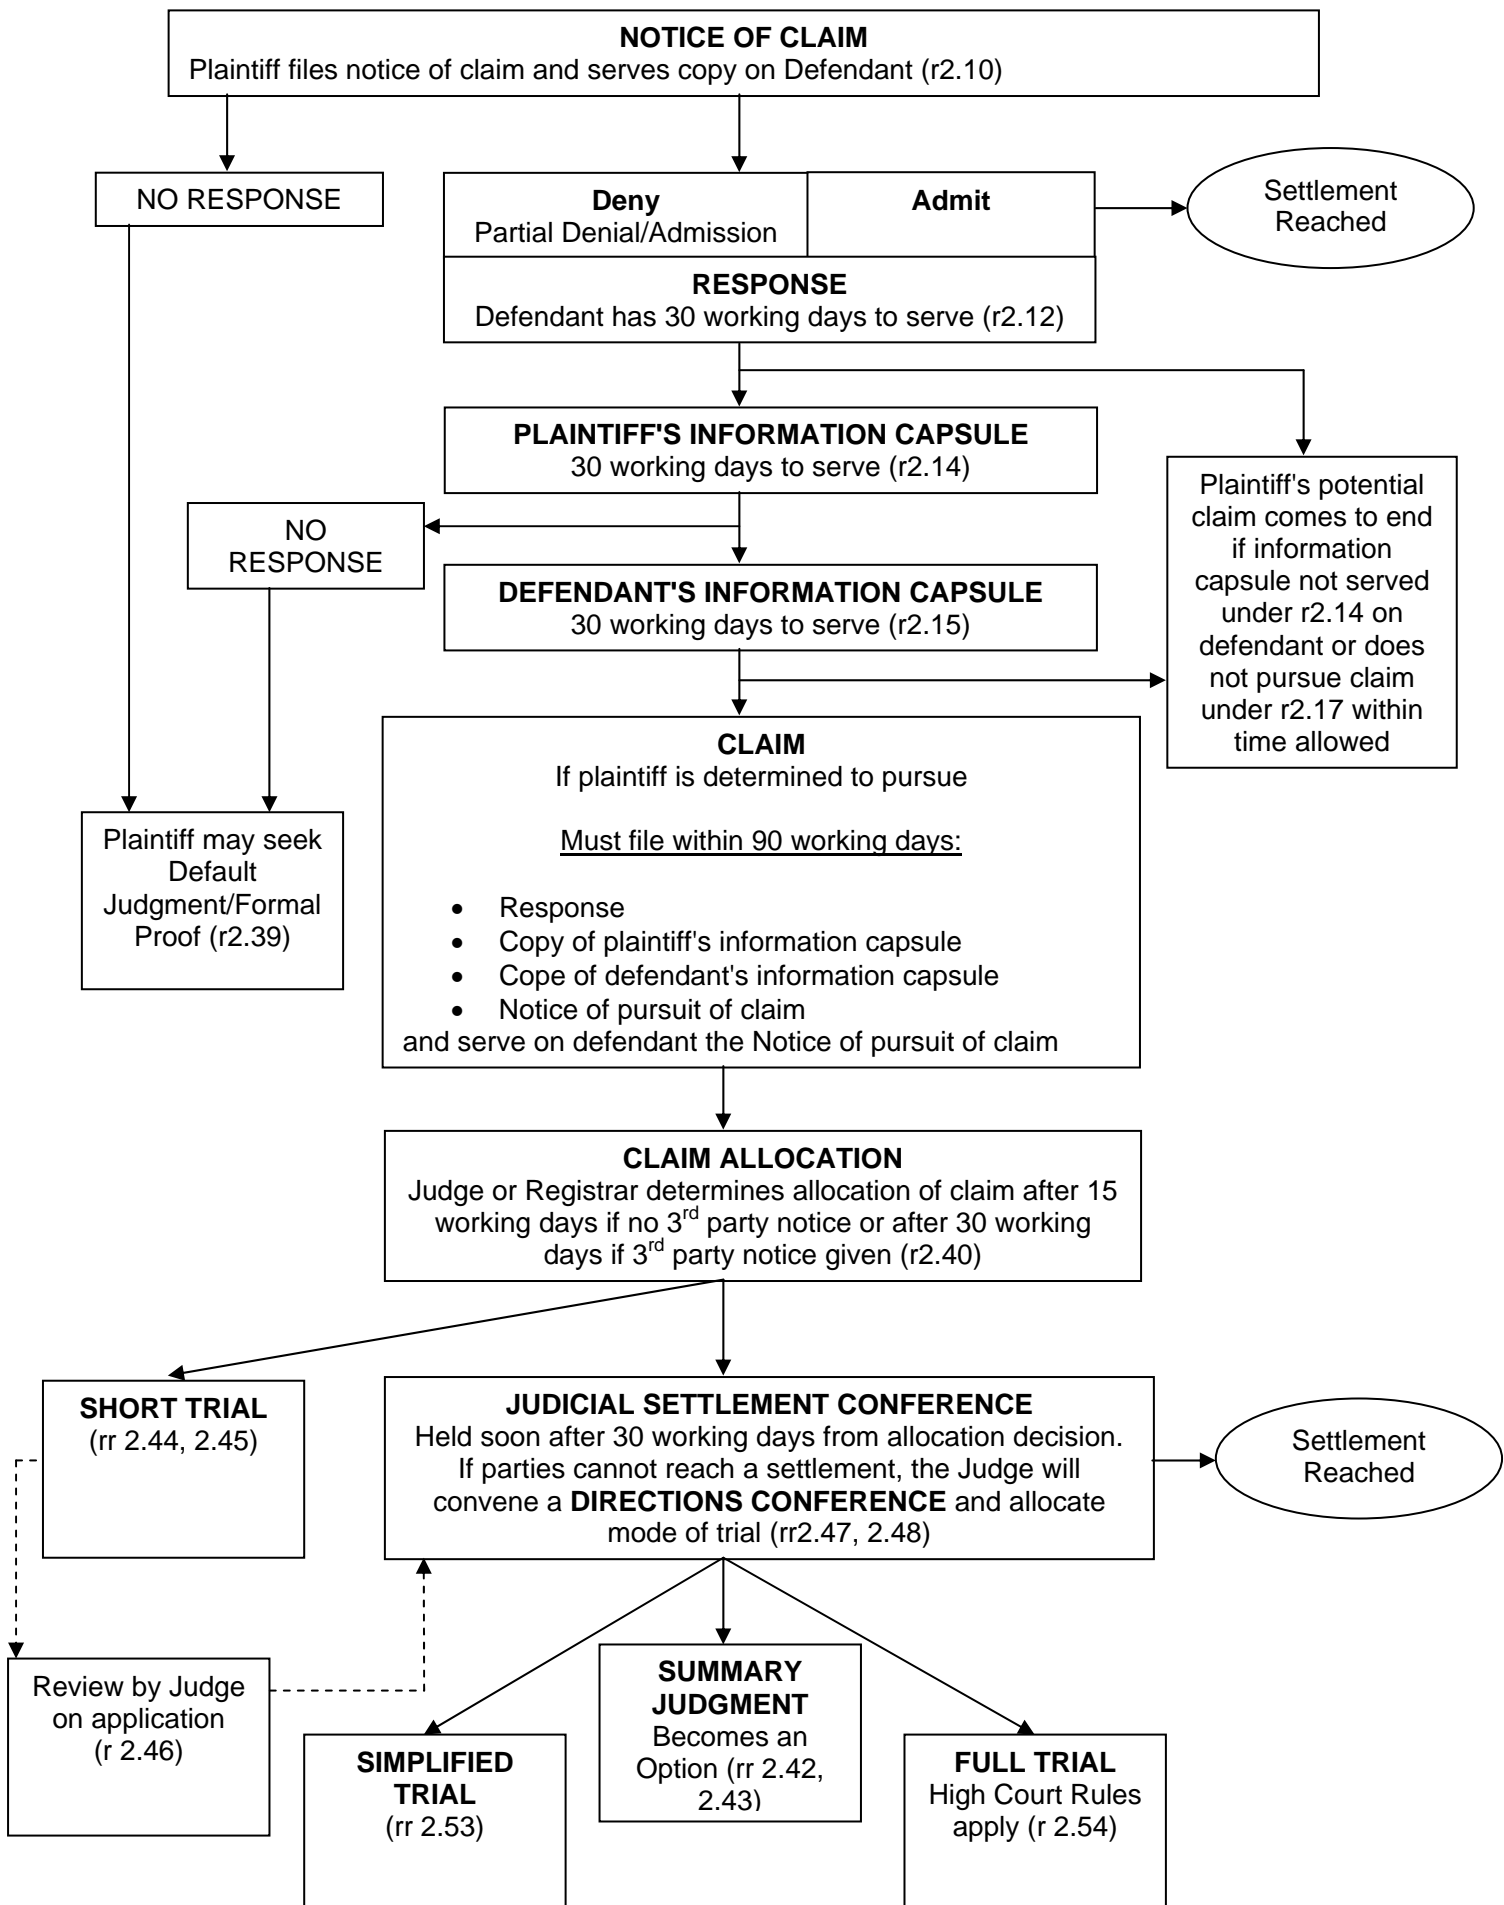 NOTICE OF CLAIM
Plaintiff files notice of claim and serves copy on Defendant (r2.10)
NO RESPONSE
Deny
Partial Denial/Admission
Admit
Settlement
Reached
RESPONSE
Defendant has 30 working days to serve (r2.12)
PLAINTIFF'S INFORMATION CAPSULE
30 working days to serve (r2.14)
NO
RESPONSE
DEFENDANT'S INFORMATION CAPSULE
30 working days to serve (r2.15)
Plaintiff's potential
claim comes to end
if information
capsule not served
under r2.14 on
defendant or does
not pursue claim
under r2.17 within
time allowed
Plaintiff may seek
Default
Judgment/Formal
Proof (r2.39)
CLAIM
If plaintiff is determined to pursue
Must file within 90 working days:
• Response
• Copy of plaintiff's information capsule
• Cope of defendant's information capsule
• Notice of pursuit of claim
and serve on defendant the Notice of pursuit of claim
CLAIM ALLOCATION
Judge or Registrar determines allocation of claim after 15
working days if no 3rd party notice or after 30 working
days if 3rd party notice given (r2.40)
SHORT TRIAL
(rr 2.44, 2.45)
JUDICIAL SETTLEMENT CONFERENCE
Held soon after 30 working days from allocation decision.
If parties cannot reach a settlement, the Judge will
convene a DIRECTIONS CONFERENCE and allocate
mode of trial (rr2.47, 2.48)
Settlement
Reached
Review by Judge
on application
(r 2.46)
SIMPLIFIED
TRIAL
(rr 2.53)
SUMMARY
JUDGMENT
Becomes an
Option (rr 2.42,
2.43)
FULL TRIAL
High Court Rules
apply (r 2.54)